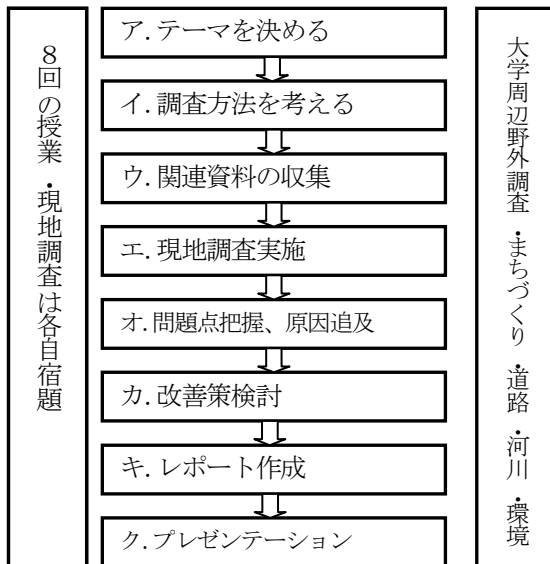 8回の授業・現地調査は各自宿題
ア.テーマを決める
イ.調査方法を考える
ウ.関連資料の収集
エ.現地調査実施
オ.問題点把握、原因追及
カ.改善策検討
キ.レポート作成
ク.プレゼンテーション
大学周辺野外調査・まちづくり・道路・河川・環境